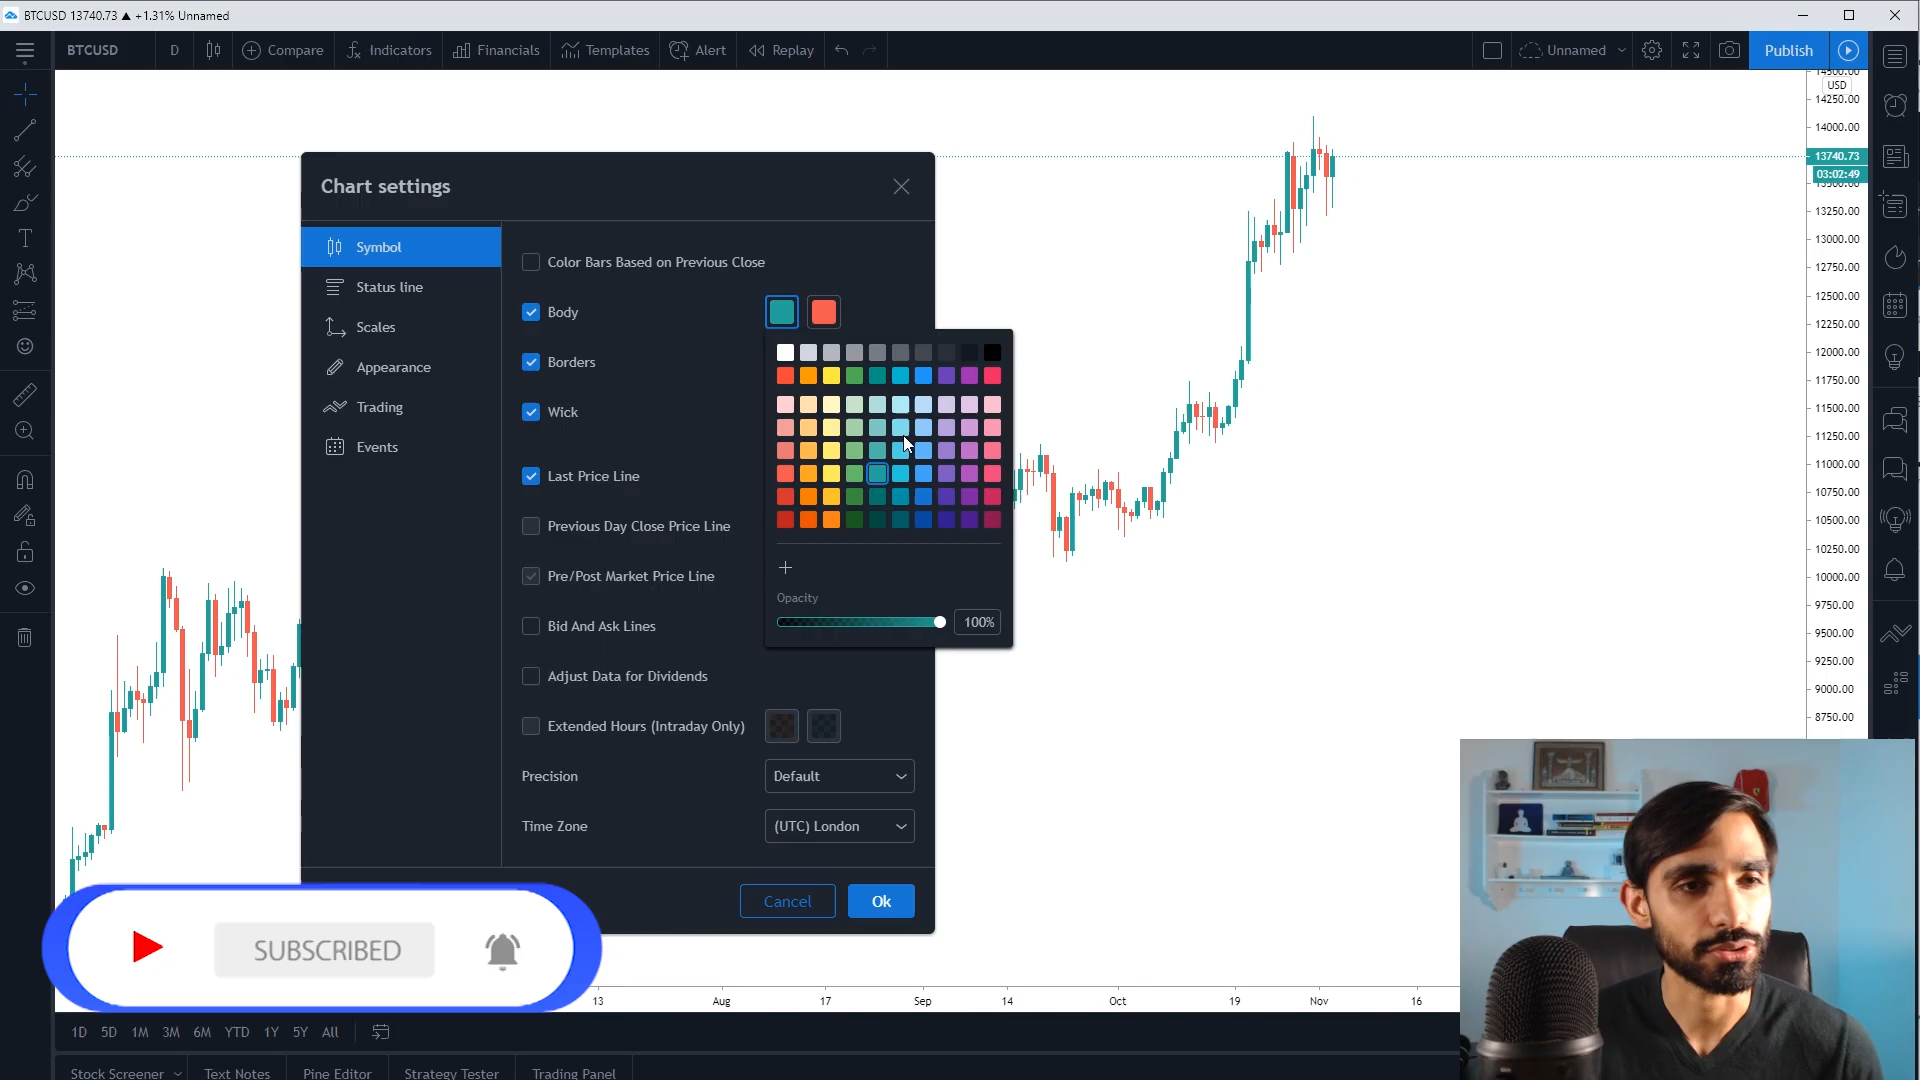 BTCUSD 13740.73 ▲ +1.31% Unnamed
BTCUSD D Compare Indicators Financials Templates Alert Replay Unnamed Publish
14500.00
USD
14250.00
14000.00
13740.73
03:02:49
13500.00
13250.00
13000.00
12750.00
12500.00
12250.00
12000.00
11750.00
11500.00
11250.00
11000.00
10750.00
10500.00
10250.00
10000.00
9750.00
9500.00
9250.00
9000.00
8750.00
Chart settings
Symbol
Status line
Scales
Appearance
Trading
Events
Color Bars Based on Previous Close
Body
Borders
Wick
Last Price Line
Previous Day Close Price Line
Pre/Post Market Price Line
Bid And Ask Lines
Adjust Data for Dividends
Extended Hours (Intraday Only)
Precision Default
Time Zone (UTC) London
Opacity
100%
Cancel Ok
SUBSCRIBED
13 Aug 17 Sep 14 Oct 19 Nov 16
1D 5D 1M 3M 6M YTD 1Y 5Y All
Stock Screener Text Notes Pine Editor Strategy Tester Trading Panel